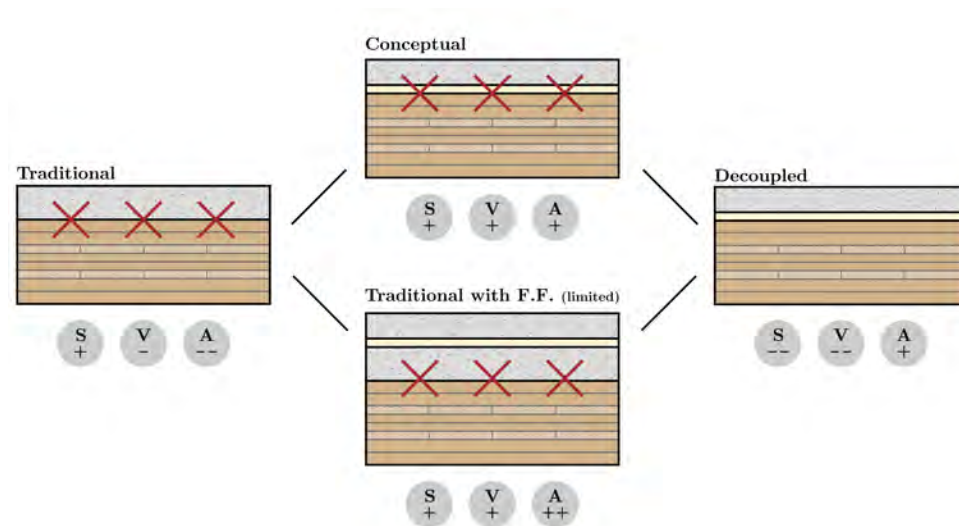 Conceptual
S V A
+ + +
Traditional
S V A
+ - --
Decoupled
S V A
-- -- +
Traditional with F.F. (limited)
S V A
+ + ++